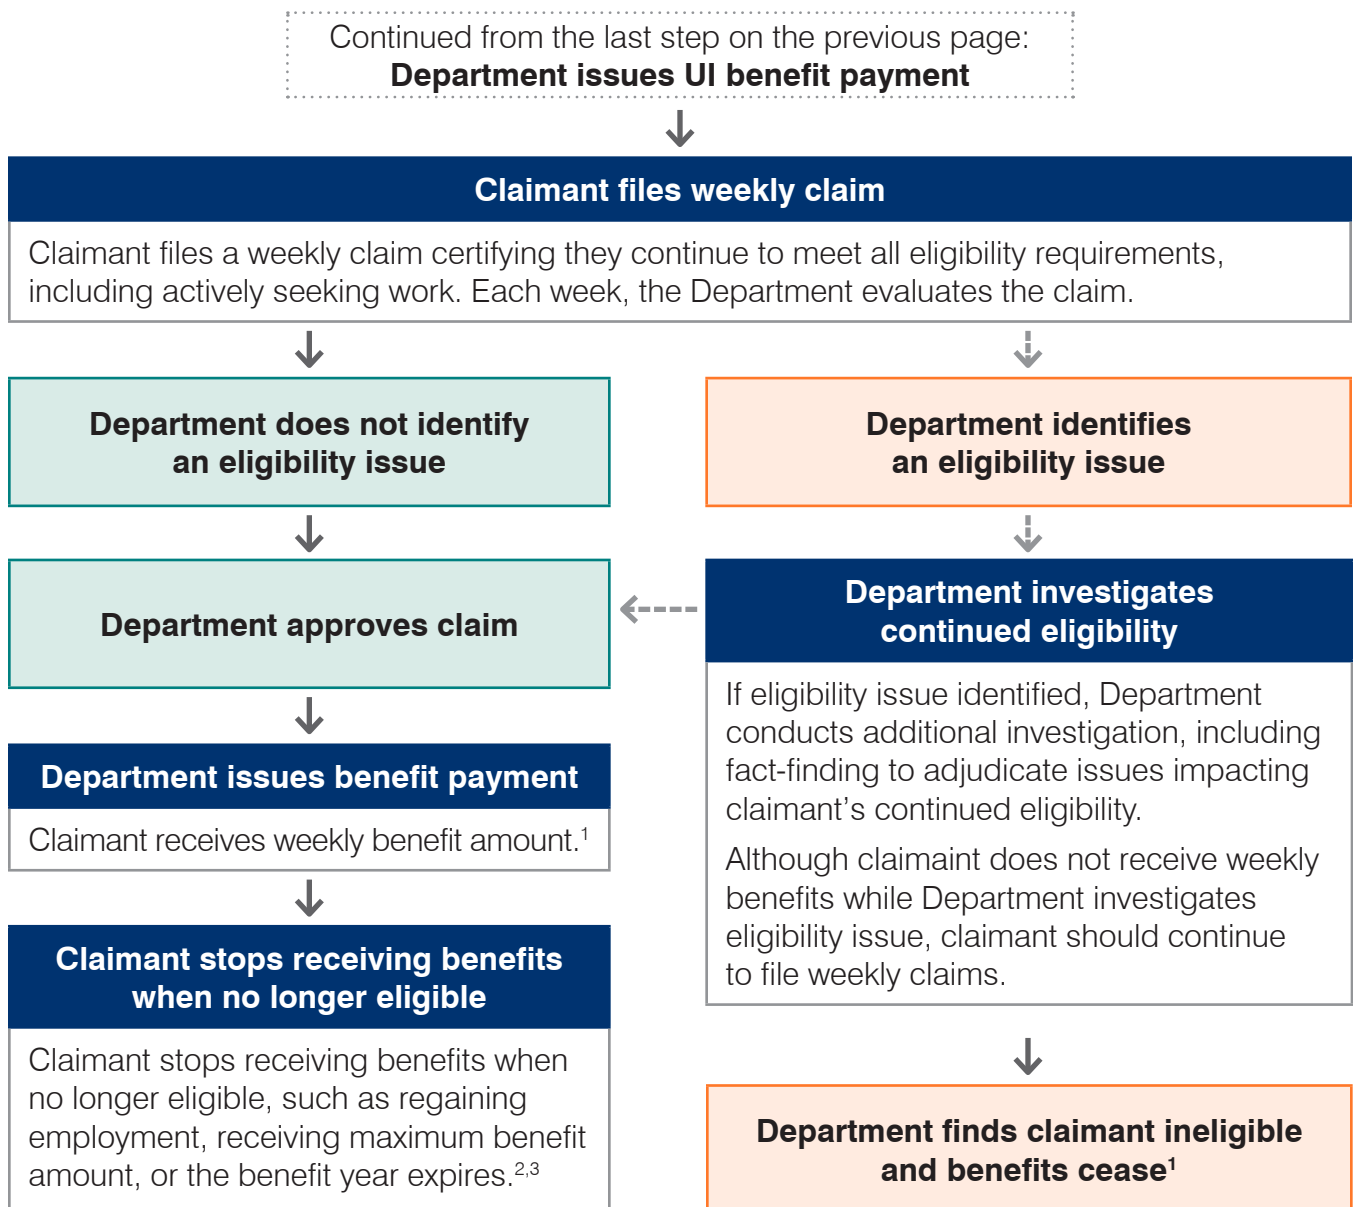 Continued from the last step on the previous page:
Department issues UI benefit payment
Claimant files weekly claim
Claimant files a weekly claim certifying they continue to meet all eligibility requirements,
including actively seeking work. Each week, the Department evaluates the claim.
Department does not identify
an eligibility issue
Department identifies
an eligibility issue
Department approves claim
Department investigates
continued eligibility
If eligibility issue identified, Department
conducts additional investigation, including
fact-finding to adjudicate issues impacting
claimant’s continued eligibility.
Although claimaint does not receive weekly
benefits while Department investigates
eligibility issue, claimant should continue
to file weekly claims.
Department issues benefit payment
Claimant receives weekly benefit amount.1
Claimant stops receiving benefits
when no longer eligible
Claimant stops receiving benefits when
no longer eligible, such as regaining
employment, receiving maximum benefit
amount, or the benefit year expires.2,3
Department finds claimant ineligible
and benefits cease1